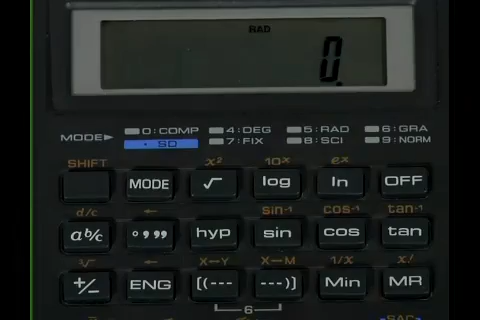 RAD
0.
MODE► 0:COMP 4:DEG 5:RAD 6:GRA
· SD 7:FIX 8:SCI 9:NORM
SHIFT x² 10ˣ eˣ
MODE √ log ln OFF
d/c ← sin⁻¹ cos⁻¹ tan⁻¹
a b/c °,,, hyp sin cos tan
³√ ← X↔Y X↔M 1/x x!
+/− ENG [(--- ---)] Min MR
6
SAC